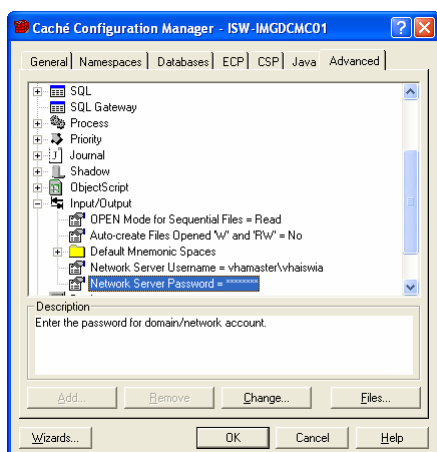 Caché Configuration Manager - ISW-IMGDCMC01
General Namespaces Databases ECP CSP Java Advanced
SQL
SQL Gateway
Process
Priority
Journal
Shadow
ObjectScript
Input/Output
OPEN Mode for Sequential Files = Read
Auto-create Files Opened 'W' and 'RW' = No
Default Mnemonic Spaces
Network Server Username = vhamaster\vhaiswia
Network Server Password = ********
Description
Enter the password for domain/network account.
Add... Remove Change... Files...
Wizards... OK Cancel Help